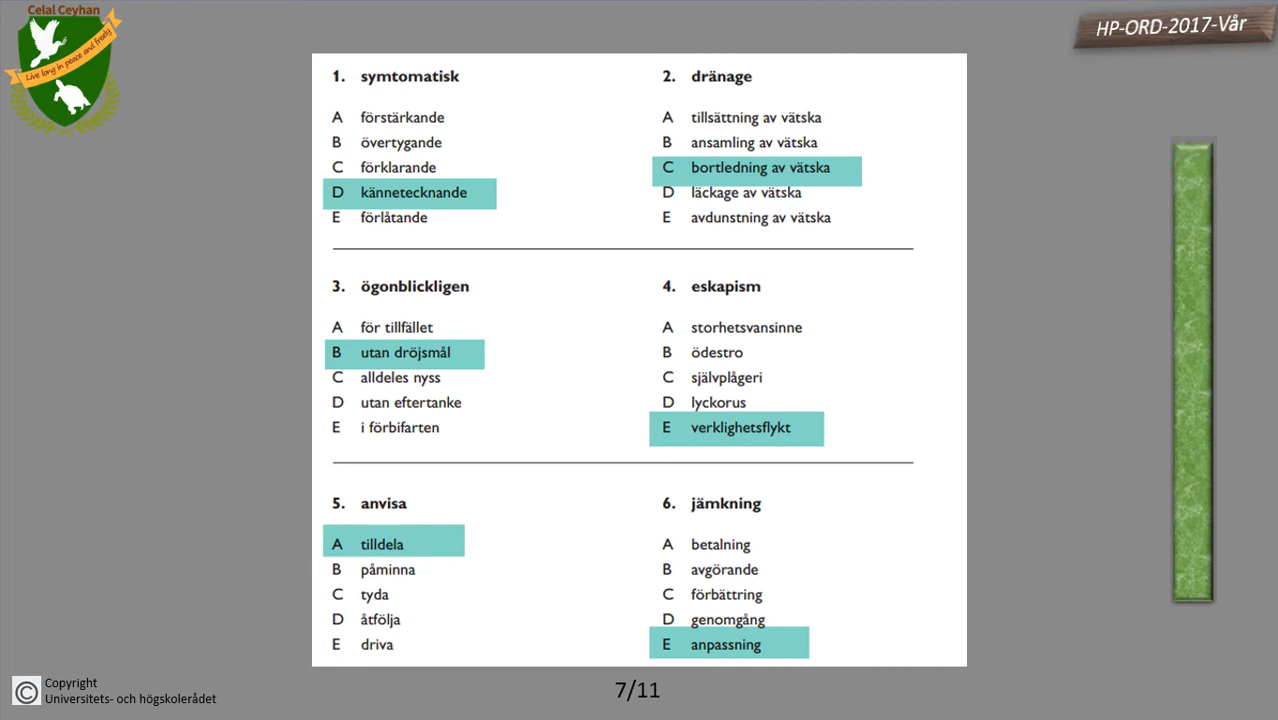 Celal Ceyhan
Live long in peace and freely
HP-ORD-2017-Vår
1. symtomatisk
A förstärkande
B övertygande
C förklarande
D kännetecknande
E förlåtande
2. dränage
A tillsättning av vätska
B ansamling av vätska
C bortledning av vätska
D läckage av vätska
E avdunstning av vätska
3. ögonblickligen
A för tillfället
B utan dröjsmål
C alldeles nyss
D utan eftertanke
E i förbifarten
4. eskapism
A storhetsvansinne
B ödestro
C självplågeri
D lyckorus
E verklighetsflykt
5. anvisa
A tilldela
B påminna
C tyda
D åtfölja
E driva
6. jämkning
A betalning
B avgörande
C förbättring
D genomgång
E anpassning
© Copyright
Universitets- och högskolerådet
7/11